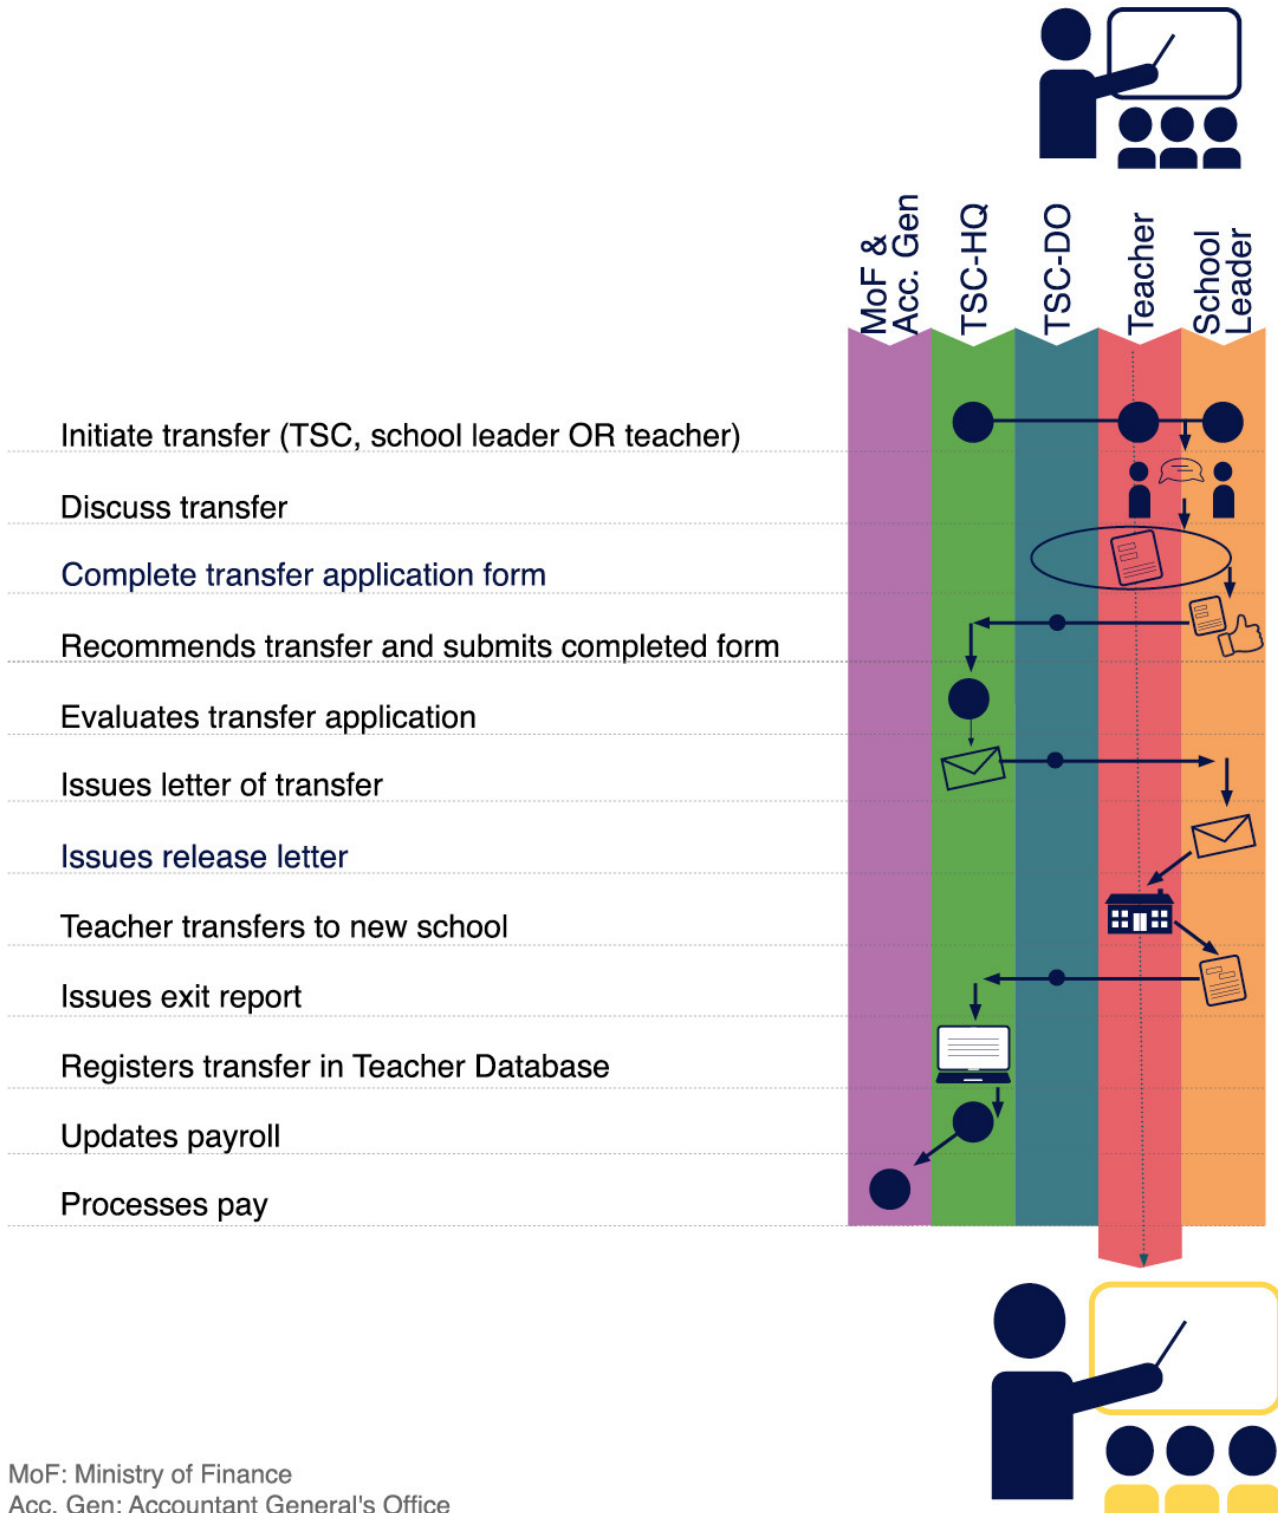 MoF &
Acc. Gen
TSC-HQ
TSC-DO
Teacher
School
Leader
Initiate transfer (TSC, school leader OR teacher)
Discuss transfer
Complete transfer application form
Recommends transfer and submits completed form
Evaluates transfer application
Issues letter of transfer
Issues release letter
Teacher transfers to new school
Issues exit report
Registers transfer in Teacher Database
Updates payroll
Processes pay
MoF: Ministry of Finance
Acc. Gen: Accountant General's Office